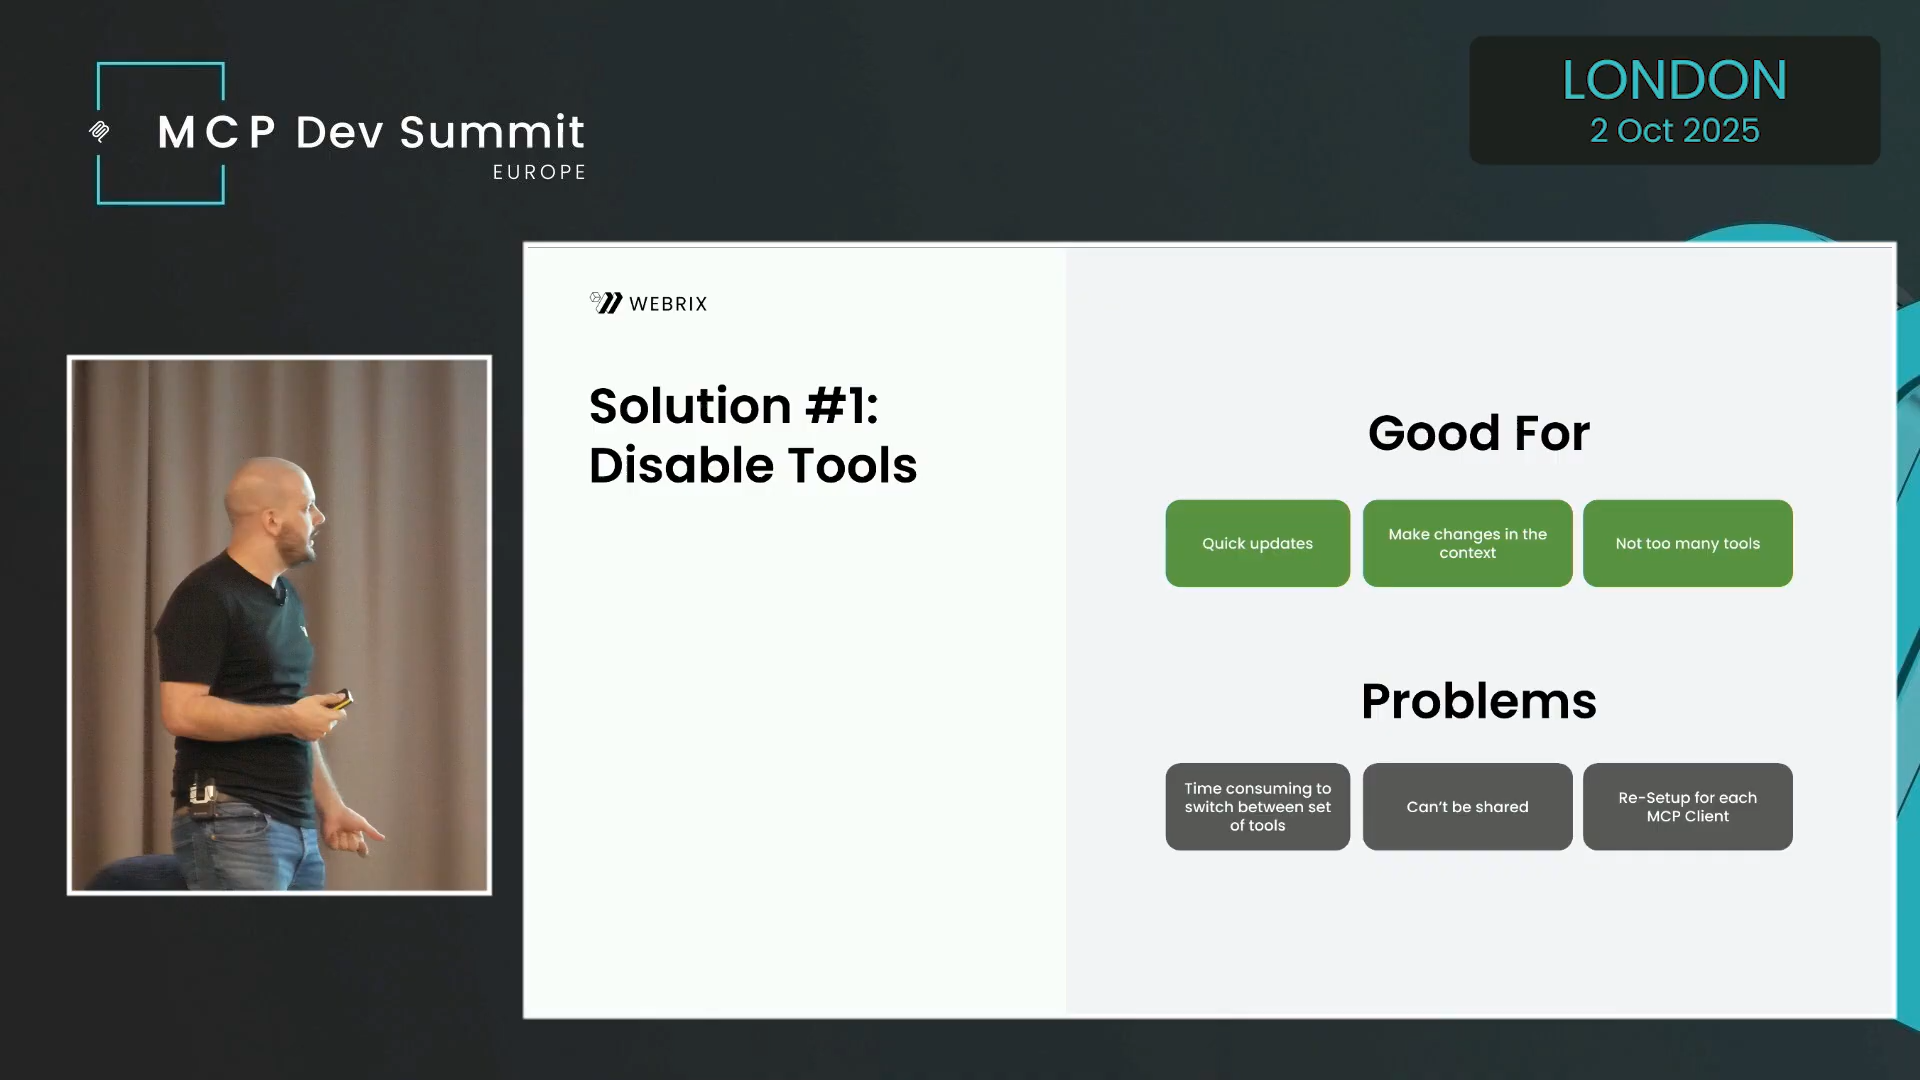 MCP Dev Summit
EUROPE
LONDON
2 Oct 2025
WEBRIX
Solution #1:
Disable Tools
Good For
Quick updates
Make changes in the
context
Not too many tools
Problems
Time consuming to
switch between set
of tools
Can't be shared
Re-Setup for each
MCP Client